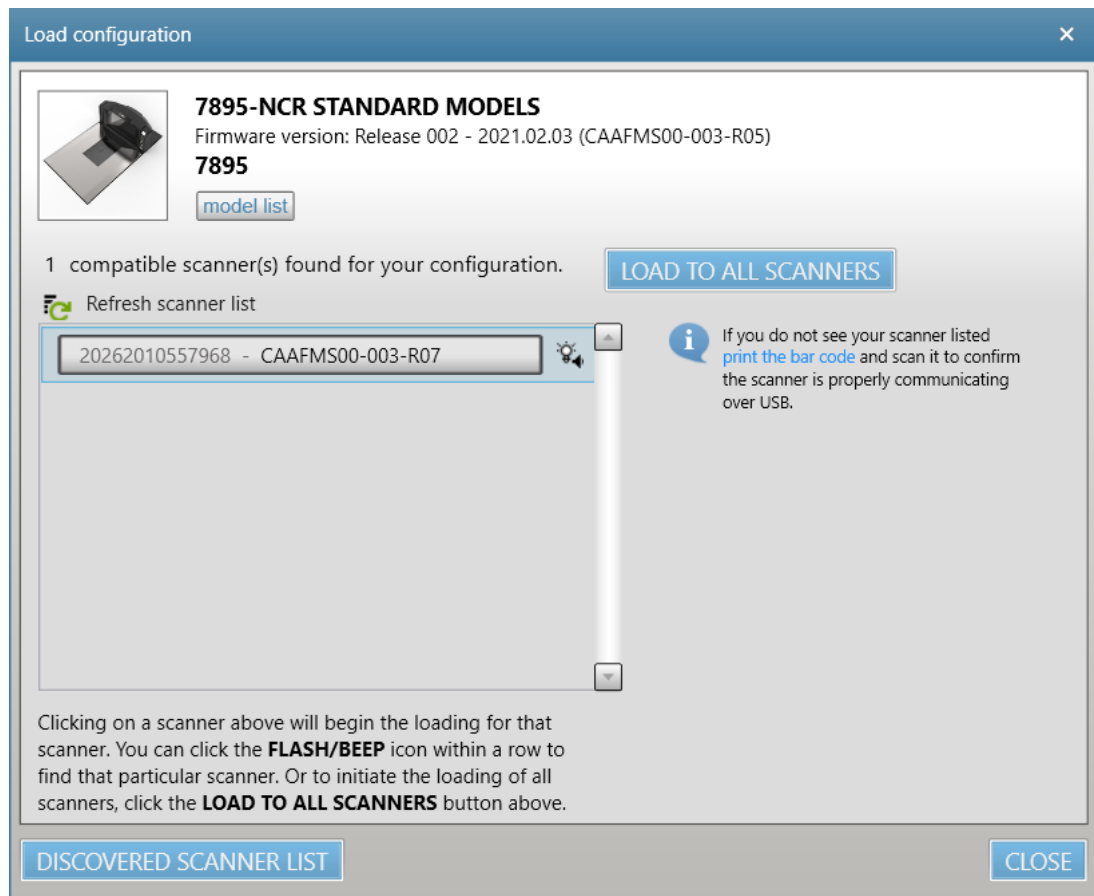 Load configuration
7895-NCR STANDARD MODELS
Firmware version: Release 002 - 2021.02.03 (CAAFMS00-003-R05)
7895
model list
1 compatible scanner(s) found for your configuration.
LOAD TO ALL SCANNERS
Refresh scanner list
20262010557968 - CAAFMS00-003-R07
If you do not see your scanner listed
print the bar code and scan it to confirm
the scanner is properly communicating
over USB.
Clicking on a scanner above will begin the loading for that
scanner. You can click the FLASH/BEEP icon within a row to
find that particular scanner. Or to initiate the loading of all
scanners, click the LOAD TO ALL SCANNERS button above.
DISCOVERED SCANNER LIST
CLOSE